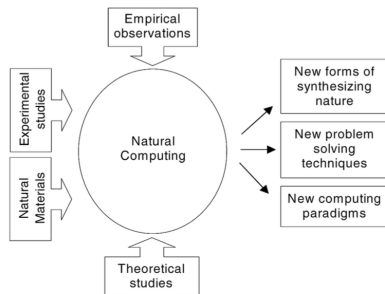 Empirical
observations
Experimental
studies
Natural
Materials
Natural
Computing
Theoretical
studies
New forms of
synthesizing
nature
New problem
solving
techniques
New computing
paradigms